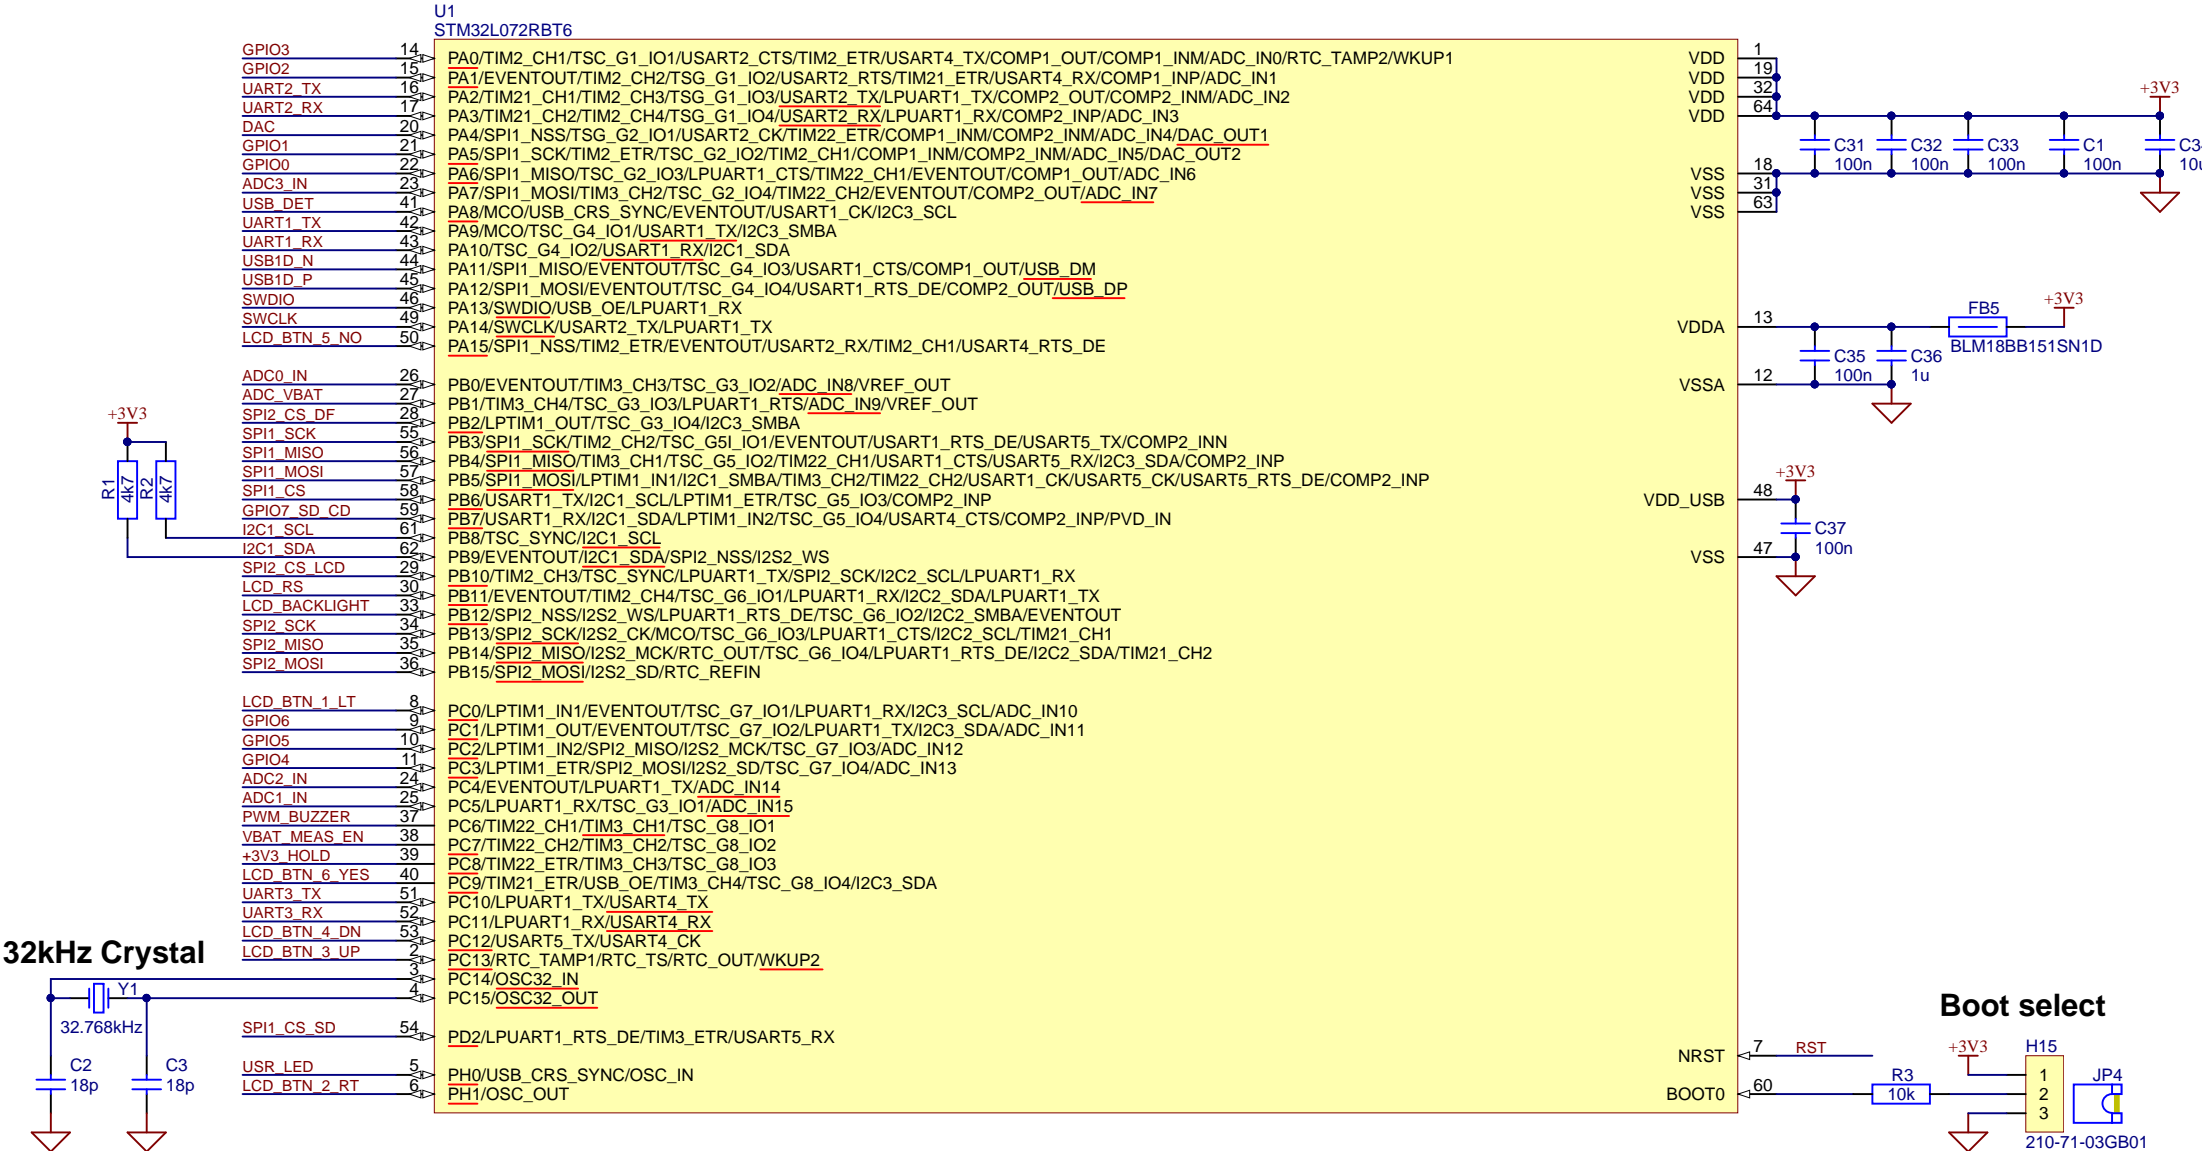 U1
STM32L072RBT6
GPIO3 14 PA0/TIM2_CH1/TSC_G1_IO1/USART2_CTS/TIM2_ETR/USART4_TX/COMP1_OUT/COMP1_INM/ADC_IN0/RTC_TAMP2/WKUP1
GPIO2 15 PA1/EVENTOUT/TIM2_CH2/TSG_G1_IO2/USART2_RTS/TIM21_ETR/USART4_RX/COMP1_INP/ADC_IN1
UART2_TX 16 PA2/TIM21_CH1/TIM2_CH3/TSG_G1_IO3/USART2_TX/LPUART1_TX/COMP2_OUT/COMP2_INM/ADC_IN2
UART2_RX 17 PA3/TIM21_CH2/TIM2_CH4/TSG_G1_IO4/USART2_RX/LPUART1_RX/COMP2_INP/ADC_IN3
DAC 20 PA4/SPI1_NSS/TSG_G2_IO1/USART2_CK/TIM22_ETR/COMP1_INM/COMP2_INM/ADC_IN4/DAC_OUT1
GPIO1 21 PA5/SPI1_SCK/TIM2_ETR/TSC_G2_IO2/TIM2_CH1/COMP1_INM/COMP2_INM/ADC_IN5/DAC_OUT2
GPIO0 22 PA6/SPI1_MISO/TSC_G2_IO3/LPUART1_CTS/TIM22_CH1/EVENTOUT/COMP1_OUT/ADC_IN6
ADC3_IN 23 PA7/SPI1_MOSI/TIM3_CH2/TSC_G2_IO4/TIM22_CH2/EVENTOUT/COMP2_OUT/ADC_IN7
USB_DET 41 PA8/MCO/USB_CRS_SYNC/EVENTOUT/USART1_CK/I2C3_SCL
UART1_TX 42 PA9/MCO/TSC_G4_IO1/USART1_TX/I2C3_SMBA
UART1_RX 43 PA10/TSC_G4_IO2/USART1_RX/I2C1_SDA
USB1D_N 44 PA11/SPI1_MISO/EVENTOUT/TSC_G4_IO3/USART1_CTS/COMP1_OUT/USB_DM
USB1D_P 45 PA12/SPI1_MOSI/EVENTOUT/TSC_G4_IO4/USART1_RTS_DE/COMP2_OUT/USB_DP
SWDIO 46 PA13/SWDIO/USB_OE/LPUART1_RX
SWCLK 49 PA14/SWCLK/USART2_TX/LPUART1_TX
LCD_BTN_5_NO 50 PA15/SPI1_NSS/TIM2_ETR/EVENTOUT/USART2_RX/TIM2_CH1/USART4_RTS_DE
ADC0_IN 26 PB0/EVENTOUT/TIM3_CH3/TSC_G3_IO2/ADC_IN8/VREF_OUT
ADC_VBAT 27 PB1/TIM3_CH4/TSC_G3_IO3/LPUART1_RTS/ADC_IN9/VREF_OUT
SPI2_CS_DF 28 PB2/LPTIM1_OUT/TSC_G3_IO4/I2C3_SMBA
SPI1_SCK 55 PB3/SPI1_SCK/TIM2_CH2/TSC_G5I_IO1/EVENTOUT/USART1_RTS_DE/USART5_TX/COMP2_INN
SPI1_MISO 56 PB4/SPI1_MISO/TIM3_CH1/TSC_G5_IO2/TIM22_CH1/USART1_CTS/USART5_RX/I2C3_SDA/COMP2_INP
SPI1_MOSI 57 PB5/SPI1_MOSI/LPTIM1_IN1/I2C1_SMBA/TIM3_CH2/TIM22_CH2/USART1_CK/USART5_CK/USART5_RTS_DE/COMP2_INP
SPI1_CS 58 PB6/USART1_TX/I2C1_SCL/LPTIM1_ETR/TSC_G5_IO3/COMP2_INP
GPIO7_SD_CD 59 PB7/USART1_RX/I2C1_SDA/LPTIM1_IN2/TSC_G5_IO4/USART4_CTS/COMP2_INP/PVD_IN
I2C1_SCL 61 PB8/TSC_SYNC/I2C1_SCL
I2C1_SDA 62 PB9/EVENTOUT/I2C1_SDA/SPI2_NSS/I2S2_WS
SPI2_CS_LCD 29 PB10/TIM2_CH3/TSC_SYNC/LPUART1_TX/SPI2_SCK/I2C2_SCL/LPUART1_RX
LCD_RS 30 PB11/EVENTOUT/TIM2_CH4/TSC_G6_IO1/LPUART1_RX/I2C2_SDA/LPUART1_TX
LCD_BACKLIGHT 33 PB12/SPI2_NSS/I2S2_WS/LPUART1_RTS_DE/TSC_G6_IO2/I2C2_SMBA/EVENTOUT
SPI2_SCK 34 PB13/SPI2_SCK/I2S2_CK/MCO/TSC_G6_IO3/LPUART1_CTS/I2C2_SCL/TIM21_CH1
SPI2_MISO 35 PB14/SPI2_MISO/I2S2_MCK/RTC_OUT/TSC_G6_IO4/LPUART1_RTS_DE/I2C2_SDA/TIM21_CH2
SPI2_MOSI 36 PB15/SPI2_MOSI/I2S2_SD/RTC_REFIN
LCD_BTN_1_LT 8 PC0/LPTIM1_IN1/EVENTOUT/TSC_G7_IO1/LPUART1_RX/I2C3_SCL/ADC_IN10
GPIO6 9 PC1/LPTIM1_OUT/EVENTOUT/TSC_G7_IO2/LPUART1_TX/I2C3_SDA/ADC_IN11
GPIO5 10 PC2/LPTIM1_IN2/SPI2_MISO/I2S2_MCK/TSC_G7_IO3/ADC_IN12
GPIO4 11 PC3/LPTIM1_ETR/SPI2_MOSI/I2S2_SD/TSC_G7_IO4/ADC_IN13
ADC2_IN 24 PC4/EVENTOUT/LPUART1_TX/ADC_IN14
ADC1_IN 25 PC5/LPUART1_RX/TSC_G3_IO1/ADC_IN15
PWM_BUZZER 37 PC6/TIM22_CH1/TIM3_CH1/TSC_G8_IO1
VBAT_MEAS_EN 38 PC7/TIM22_CH2/TIM3_CH2/TSC_G8_IO2
+3V3_HOLD 39 PC8/TIM22_ETR/TIM3_CH3/TSC_G8_IO3
LCD_BTN_6_YES 40 PC9/TIM21_ETR/USB_OE/TIM3_CH4/TSC_G8_IO4/I2C3_SDA
UART3_TX 51 PC10/LPUART1_TX/USART4_TX
UART3_RX 52 PC11/LPUART1_RX/USART4_RX
LCD_BTN_4_DN 53 PC12/USART5_TX/USART4_CK
LCD_BTN_3_UP 2 PC13/RTC_TAMP1/RTC_TS/RTC_OUT/WKUP2
3 PC14/OSC32_IN
4 PC15/OSC32_OUT
SPI1_CS_SD 54 PD2/LPUART1_RTS_DE/TIM3_ETR/USART5_RX
USR_LED 5 PH0/USB_CRS_SYNC/OSC_IN
LCD_BTN_2_RT 6 PH1/OSC_OUT
+3V3
R1 4k7
R2 4k7
32kHz Crystal
Y1
32.768kHz
C2
18p
C3
18p
VDD 1
VDD 19
VDD 32
VDD 64
+3V3
C31
100n
C32
100n
C33
100n
C1
100n
VSS 18
VSS 31
VSS 63
VDDA 13
FB5
BLM18BB151SN1D
+3V3
C35
100n
C36
1u
VSSA 12
+3V3
VDD_USB 48
C37
100n
VSS 47
Boot select
NRST 7 RST
BOOT0 60
R3
10k
+3V3
H15
1
2
3
JP4
210-71-03GB01